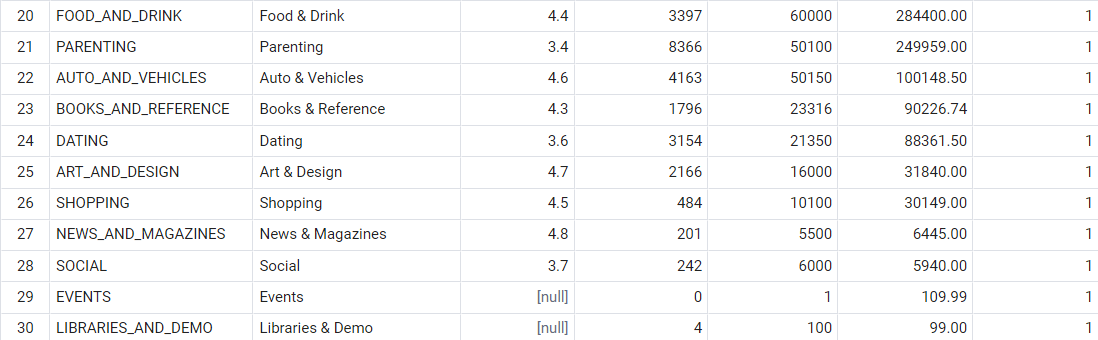 20 FOOD_AND_DRINK Food & Drink 4.4 3397 60000 284400.00 1
21 PARENTING Parenting 3.4 8366 50100 249959.00 1
22 AUTO_AND_VEHICLES Auto & Vehicles 4.6 4163 50150 100148.50 1
23 BOOKS_AND_REFERENCE Books & Reference 4.3 1796 23316 90226.74 1
24 DATING Dating 3.6 3154 21350 88361.50 1
25 ART_AND_DESIGN Art & Design 4.7 2166 16000 31840.00 1
26 SHOPPING Shopping 4.5 484 10100 30149.00 1
27 NEWS_AND_MAGAZINES News & Magazines 4.8 201 5500 6445.00 1
28 SOCIAL Social 3.7 242 6000 5940.00 1
29 EVENTS Events [null] 0 1 109.99 1
30 LIBRARIES_AND_DEMO Libraries & Demo [null] 4 100 99.00 1